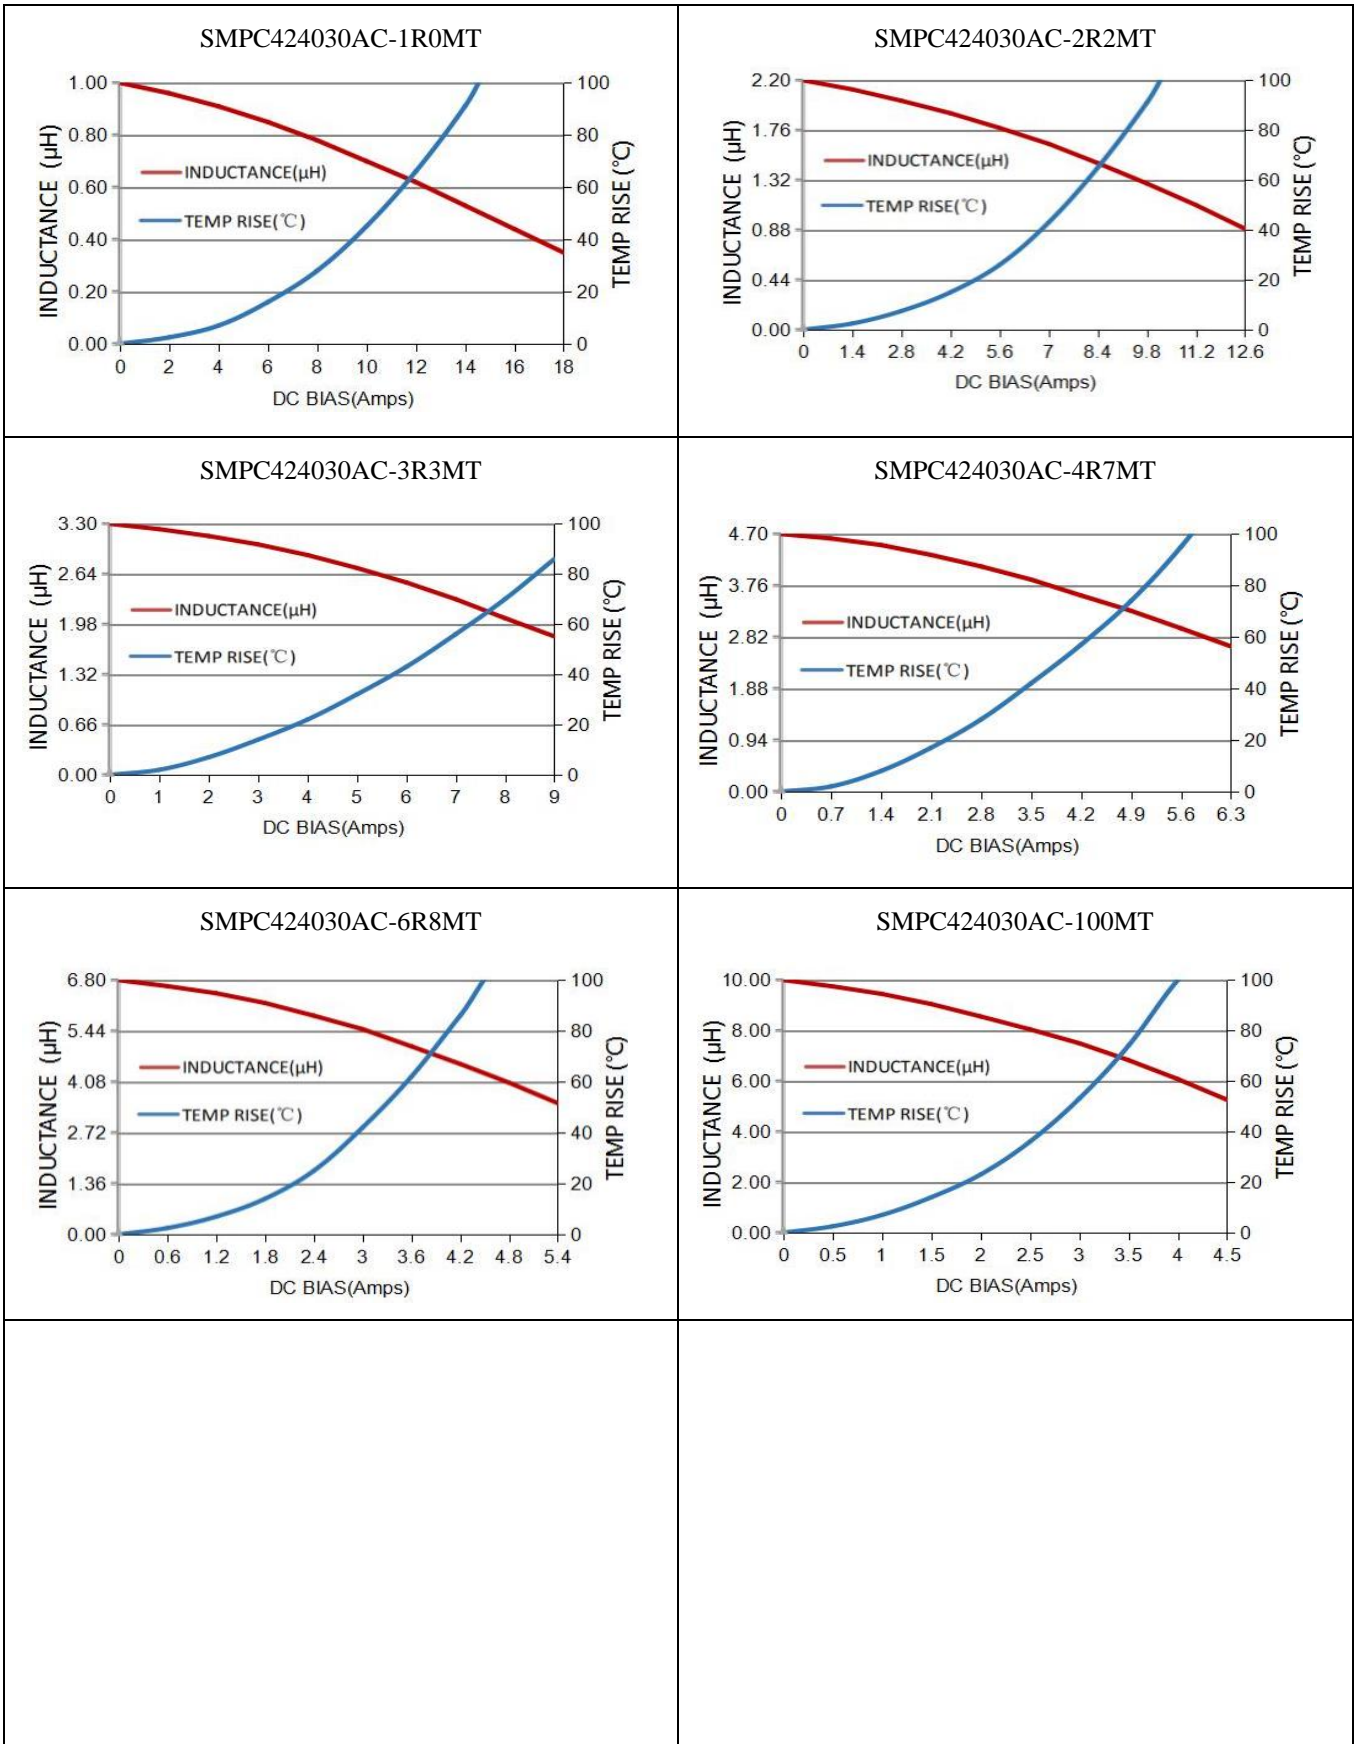 SMPC424030AC-1R0MT
INDUCTANCE (µH)
1.00
0.80
0.60
0.40
0.20
0.00
INDUCTANCE(µH)
TEMP RISE(℃)
100
80
60
40
20
0
TEMP RISE (℃)
0 2 4 6 8 10 12 14 16 18
DC BIAS(Amps)
SMPC424030AC-2R2MT
INDUCTANCE (µH)
2.20
1.76
1.32
0.88
0.44
0.00
INDUCTANCE(µH)
TEMP RISE(℃)
100
80
60
40
20
0
TEMP RISE (℃)
0 1.4 2.8 4.2 5.6 7 8.4 9.8 11.2 12.6
DC BIAS(Amps)
SMPC424030AC-3R3MT
INDUCTANCE (µH)
3.30
2.64
1.98
1.32
0.66
0.00
INDUCTANCE(µH)
TEMP RISE(℃)
100
80
60
40
20
0
TEMP RISE (℃)
0 1 2 3 4 5 6 7 8 9
DC BIAS(Amps)
SMPC424030AC-4R7MT
INDUCTANCE (µH)
4.70
3.76
2.82
1.88
0.94
0.00
INDUCTANCE(µH)
TEMP RISE(℃)
100
80
60
40
20
0
TEMP RISE (℃)
0 0.7 1.4 2.1 2.8 3.5 4.2 4.9 5.6 6.3
DC BIAS(Amps)
SMPC424030AC-6R8MT
INDUCTANCE (µH)
6.80
5.44
4.08
2.72
1.36
0.00
INDUCTANCE(µH)
TEMP RISE(℃)
100
80
60
40
20
0
TEMP RISE (℃)
0 0.6 1.2 1.8 2.4 3 3.6 4.2 4.8 5.4
DC BIAS(Amps)
SMPC424030AC-100MT
INDUCTANCE (µH)
10.00
8.00
6.00
4.00
2.00
0.00
INDUCTANCE(µH)
TEMP RISE(℃)
100
80
60
40
20
0
TEMP RISE (℃)
0 0.5 1 1.5 2 2.5 3 3.5 4 4.5
DC BIAS(Amps)